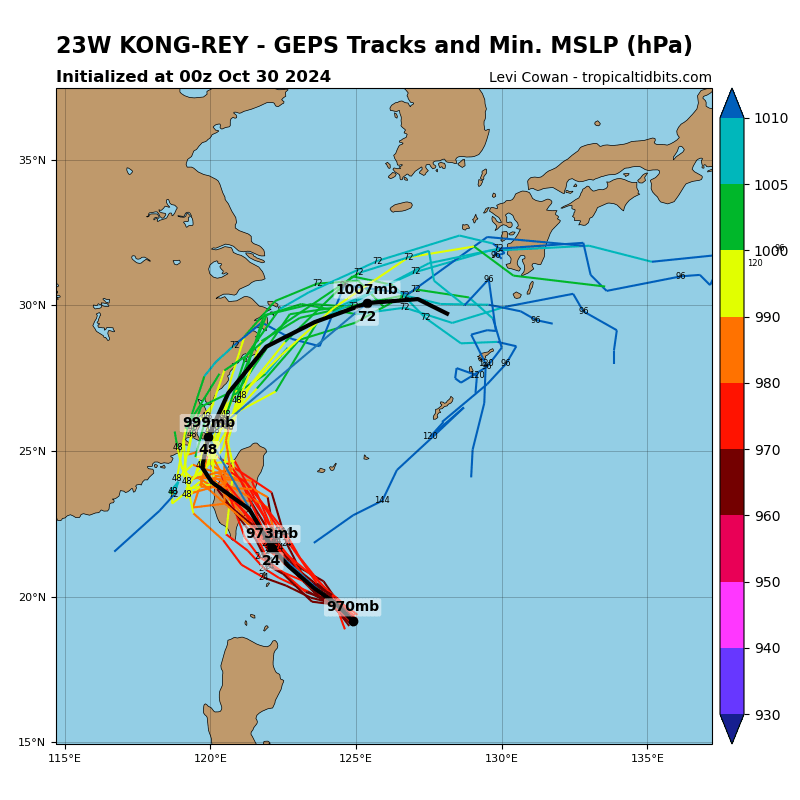 23W KONG-REY - GEPS Tracks and Min. MSLP (hPa)
Initialized at 00z Oct 30 2024
Levi Cowan - tropicaltidbits.com
35°N
30°N
25°N
20°N
15°N
115°E
120°E
125°E
130°E
135°E
1010
1005
1000
990
980
970
960
950
940
930
1007mb
72
999mb
48
973mb
24
970mb
72
72
72
72
72
72
72
72
72
72
96
96
96
96
96
96
96
120
120
120
120
144
48
48
48
48
48
48
24